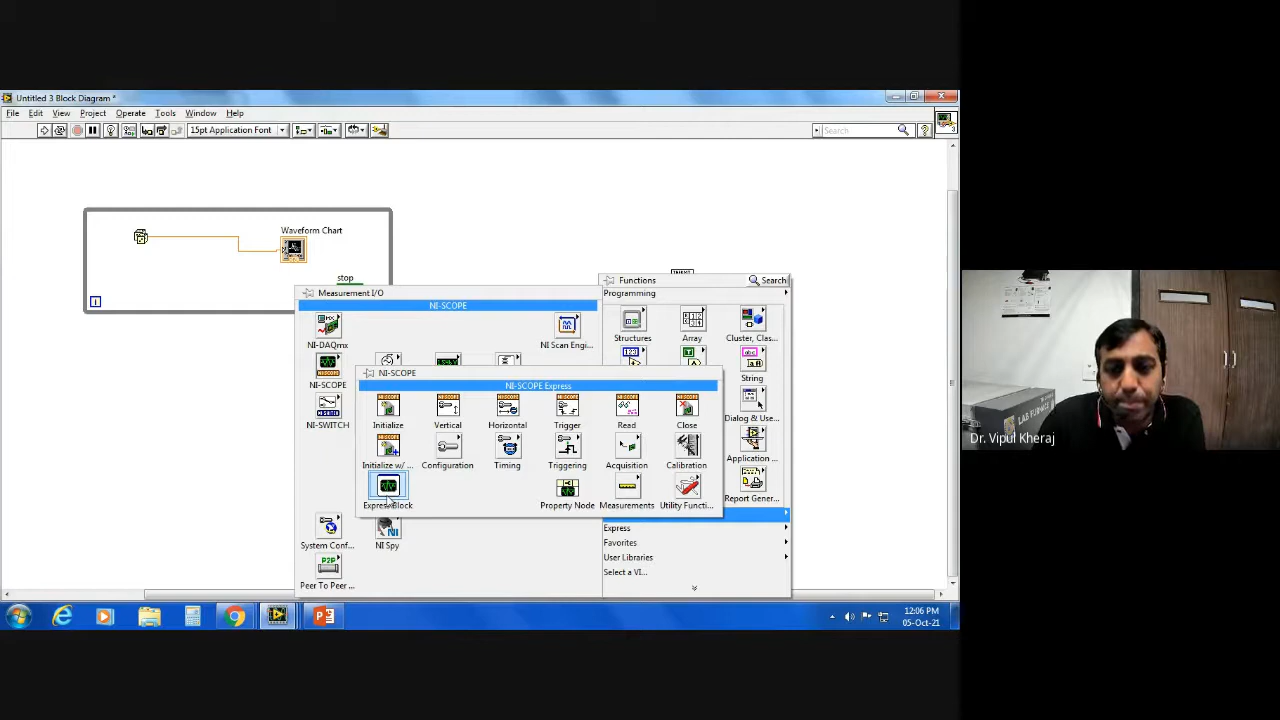 Untitled 3 Block Diagram *
File Edit View Project Operate Tools Window Help
15pt Application Font
Search
3
Waveform Chart
stop
i
Functions
Search
Programming
Structures
Array
Cluster, Clas...
String
Dialog & Use...
Application ...
Report Gener...
Express
Favorites
User Libraries
Select a VI...
Measurement I/O
NI-SCOPE
NI-DAQmx
NI Scan Engi...
NI-SCOPE
NI-SWITCH
System Conf...
NI Spy
Peer To Peer ...
NI-SCOPE
NI-SCOPE Express
Initialize
Vertical
Horizontal
Trigger
Read
Close
Initialize w/ ...
Configuration
Timing
Triggering
Acquisition
Calibration
Express Block
Property Node
Measurements
Utility Functi...
12:06 PM
05-Oct-21
LAB FURNACE
Dr. Vipul Kheraj